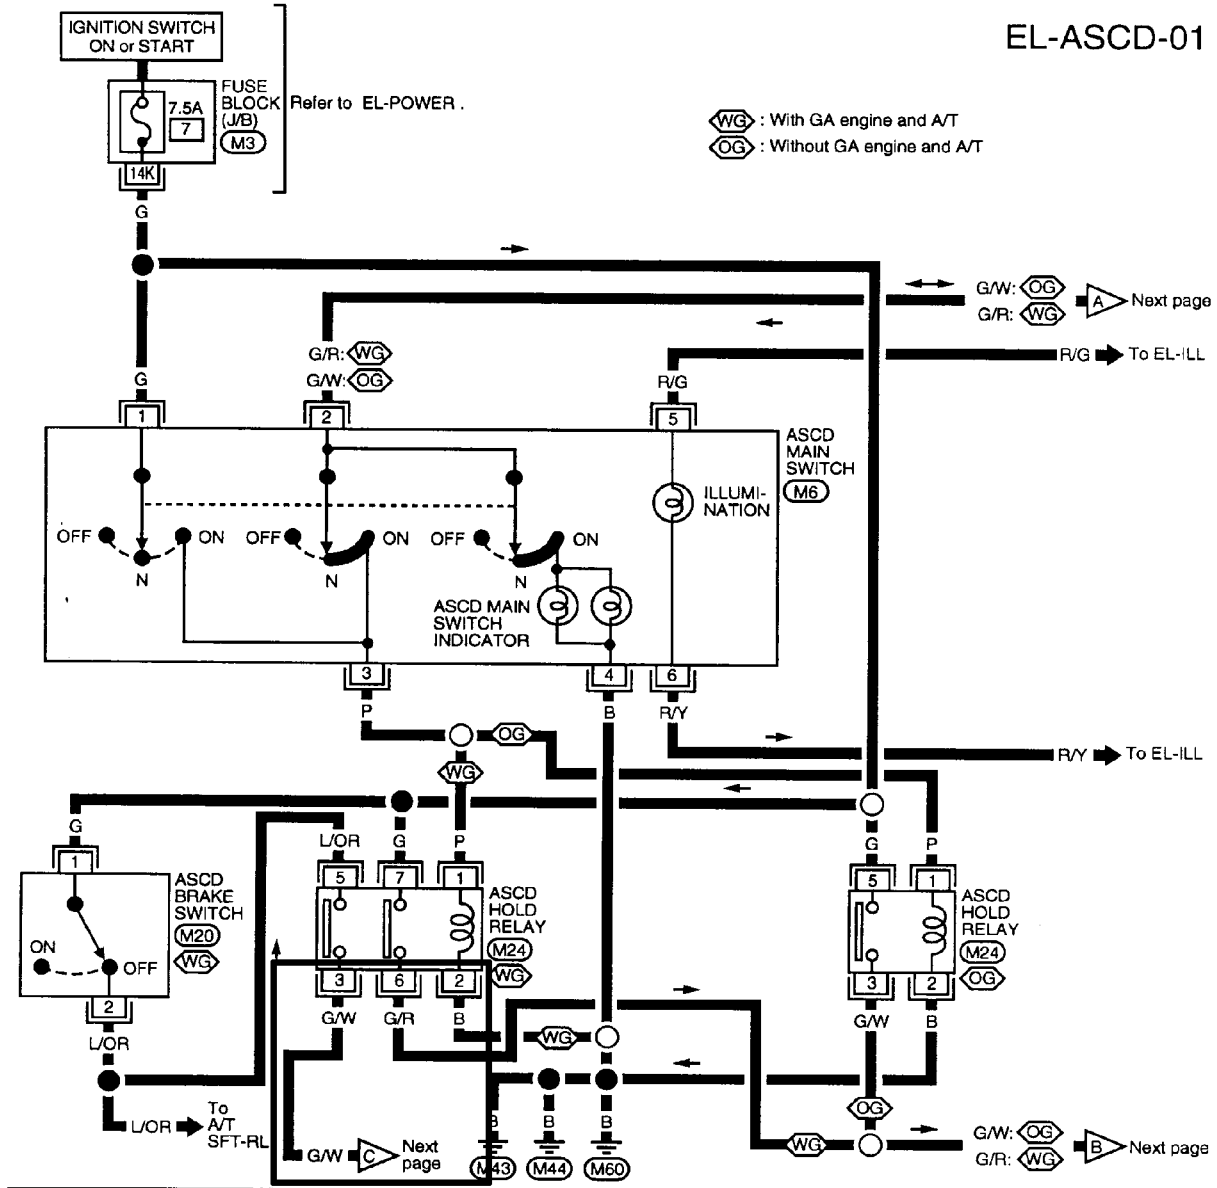 IGNITION SWITCH
ON or START
EL-ASCD-01
FUSE
BLOCK
(J/B)
M3
Refer to EL-POWER .
7.5A
7
14K
G
WG : With GA engine and A/T
OG : Without GA engine and A/T
G/W: OG
G/R: WG
A Next page
G/R: WG
G/W: OG
R/G To EL-ILL
R/G
G
1
2
5
ASCD
MAIN
SWITCH
M6
ILLUMI-
NATION
OFF
ON
N
OFF
ON
N
OFF
ON
N
ASCD MAIN
SWITCH
INDICATOR
3
4
6
P
B
R/Y
OG
WG
R/Y To EL-ILL
G
L/OR
G
P
G
P
1
5
7
1
5
1
ASCD
BRAKE
SWITCH
M20
WG
ON
OFF
ASCD
HOLD
RELAY
M24
WG
ASCD
HOLD
RELAY
M24
OG
2
3
6
2
3
2
L/OR
G/W
G/R
B
WG
G/W
B
OG
L/OR
To
A/T
SFT-RL
G/W
C
Next
page
B
B
B
M43
M44
M60
WG
G/W: OG
G/R: WG
B Next page